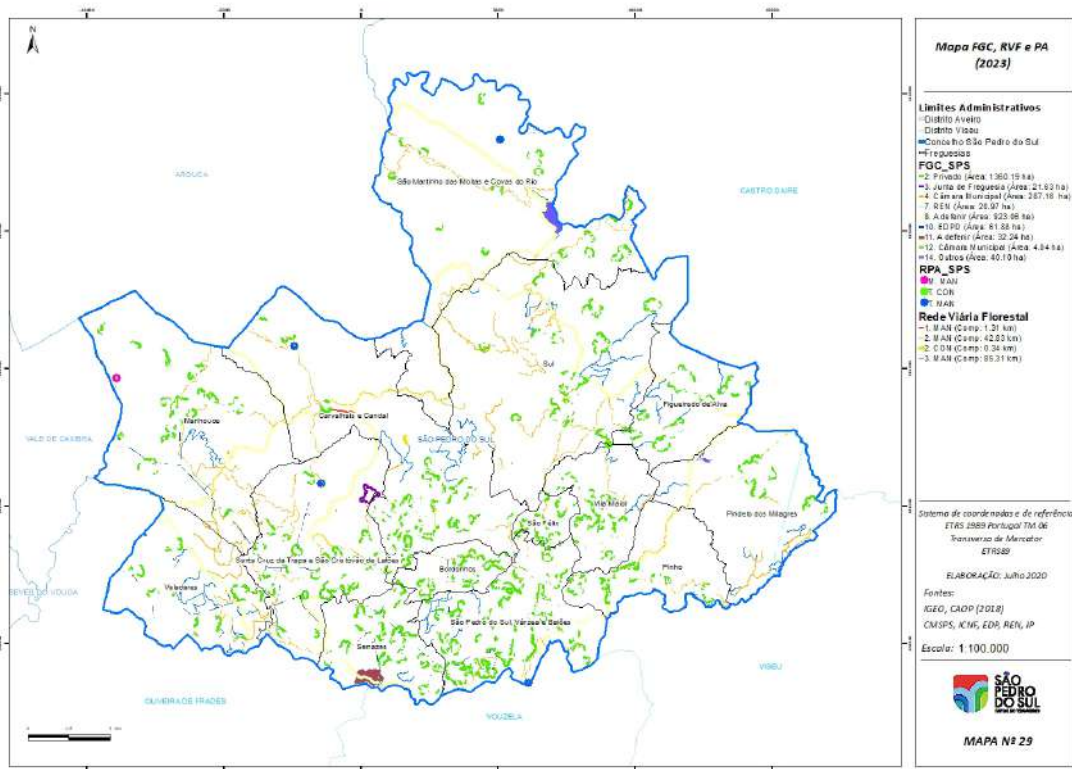 Mapa FGC, RVF e PA
(2023)
Limites Administrativos
Distrito Aveiro
Distrito Viseu
Concelho São Pedro do Sul
Freguesias
FGC_SPS
2. Privado (Área: 1360.19 ha)
3. Junta de Freguesia (Área: 21.63 ha)
4. Câmara Municipal (Área: 287.16 ha)
7. REN (Área: 28.97 ha)
8. A definir (Área: 923.96 ha)
10. EDPD (Área: 61.88 ha)
11. A definir (Área: 32.24 ha)
12. Câmara Municipal (Área: 4.84 ha)
14. Outros (Área: 40.10 ha)
RPA_SPS
M. MAN
T. CON
T. MAN
Rede Viária Florestal
1. MAN (Comp: 1.31 km)
2. MAN (Comp: 42.83 km)
2. CON (Comp: 0.34 km)
3. MAN (Comp: 85.31 km)
Sistema de coordenadas e de referência
ETRS 1989 Portugal TM 06
Transverso de Mercator
ETRS89
ELABORAÇÃO: Julho 2020
Fontes:
IGEO, CAOP (2018)
CMSPS, ICNF, EDP, REN, IP
Escala: 1:100.000
SÃO
PEDRO
DO SUL
MAPA Nº 29
N
AROUCA
CASTRO DAIRE
São Martinho das Moitas e Covas do Rio
Sul
Figueiredo de Alva
Manhouce
Carvalhais e Candal
VALE DE CAMBRA
SÃO PEDRO DO SUL
Vila Maior
Pindelo dos Milagres
São Félix
Santa Cruz da Trapa e São Cristóvão de Lafões
Bordonhos
Pinho
Valadares
SEVER DO VOUGA
São Pedro do Sul, Várzea e Baiões
Serrazes
VISEU
OLIVEIRA DE FRADES
VOUZELA